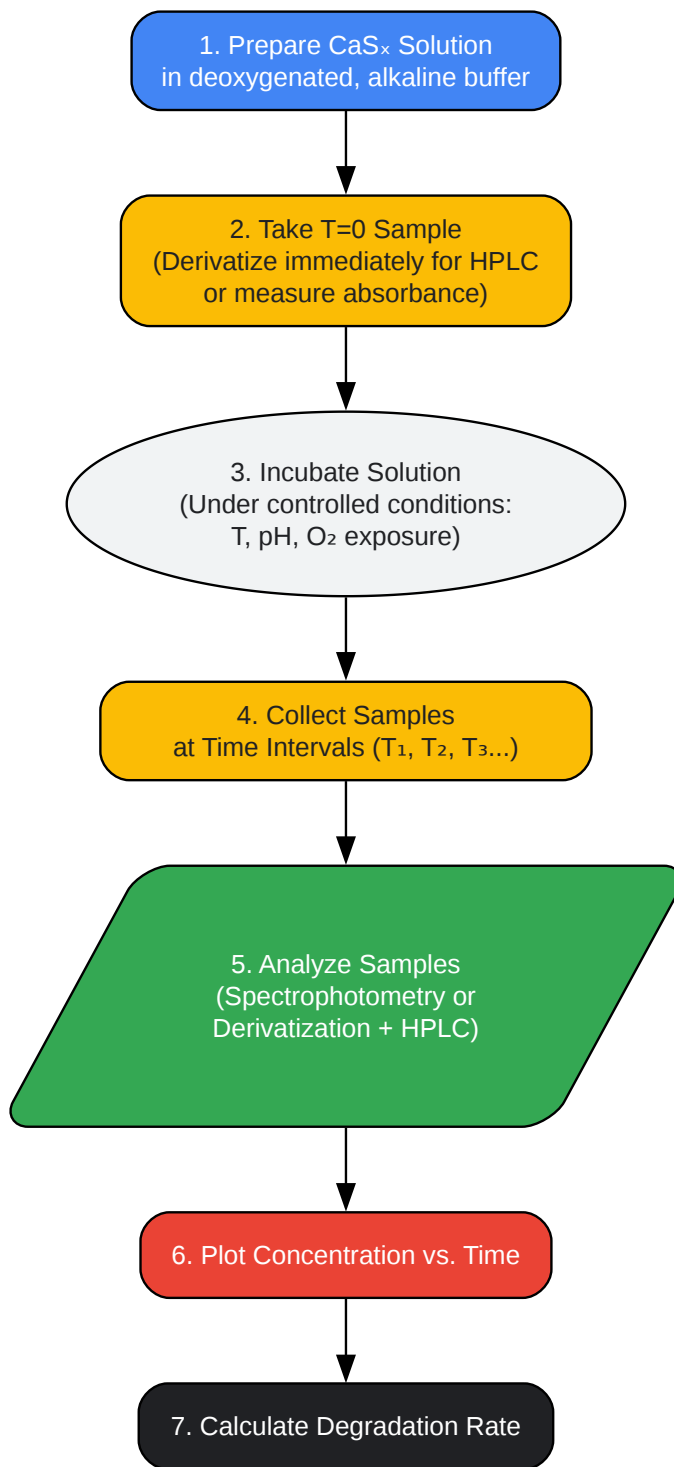 1. Prepare CaSₓ Solution
in deoxygenated, alkaline buffer
2. Take T=0 Sample
(Derivatize immediately for HPLC
or measure absorbance)
3. Incubate Solution
(Under controlled conditions:
T, pH, O₂ exposure)
4. Collect Samples
at Time Intervals (T₁, T₂, T₃...)
5. Analyze Samples
(Spectrophotometry or
Derivatization + HPLC)
6. Plot Concentration vs. Time
7. Calculate Degradation Rate